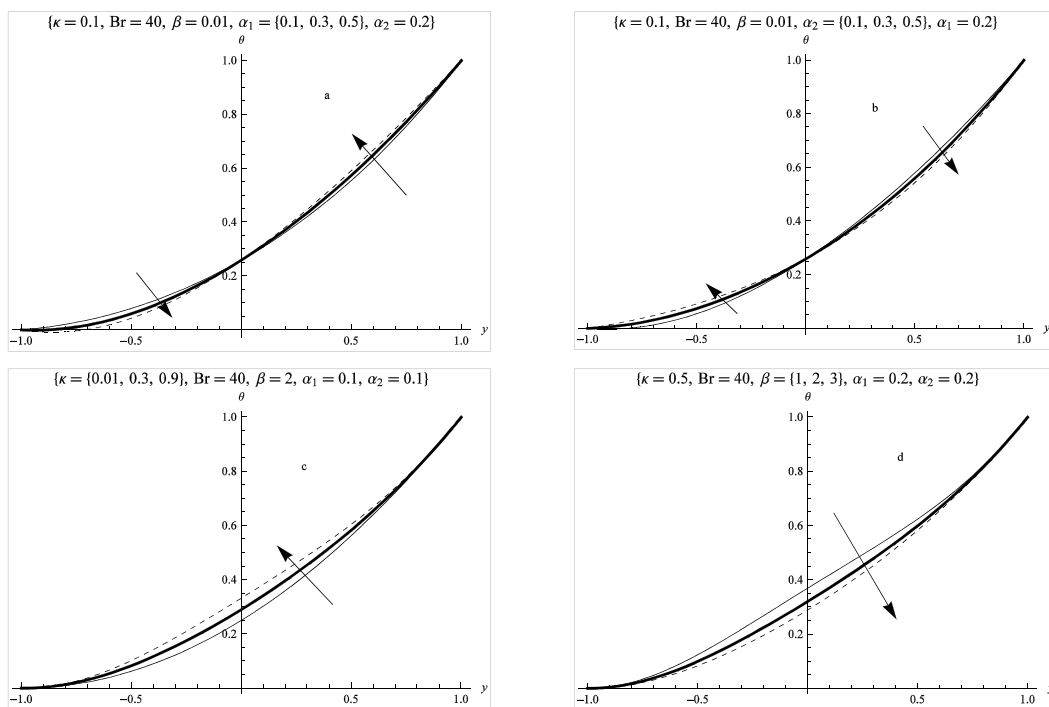 {κ = 0.1, Br = 40, β = 0.01, α₁ = {0.1, 0.3, 0.5}, α₂ = 0.2}
θ
1.0
a
0.8
0.6
0.4
0.2
−1.0 −0.5 0.5 1.0 y
{κ = 0.1, Br = 40, β = 0.01, α₂ = {0.1, 0.3, 0.5}, α₁ = 0.2}
θ
1.0
b
0.8
0.6
0.4
0.2
−1.0 −0.5 0.5 1.0 y
{κ = {0.01, 0.3, 0.9}, Br = 40, β = 2, α₁ = 0.1, α₂ = 0.1}
θ
1.0
c
0.8
0.6
0.4
0.2
−1.0 −0.5 0.5 1.0 y
{κ = 0.5, Br = 40, β = {1, 2, 3}, α₁ = 0.2, α₂ = 0.2}
θ
1.0
d
0.8
0.6
0.4
0.2
−1.0 −0.5 0.5 1.0